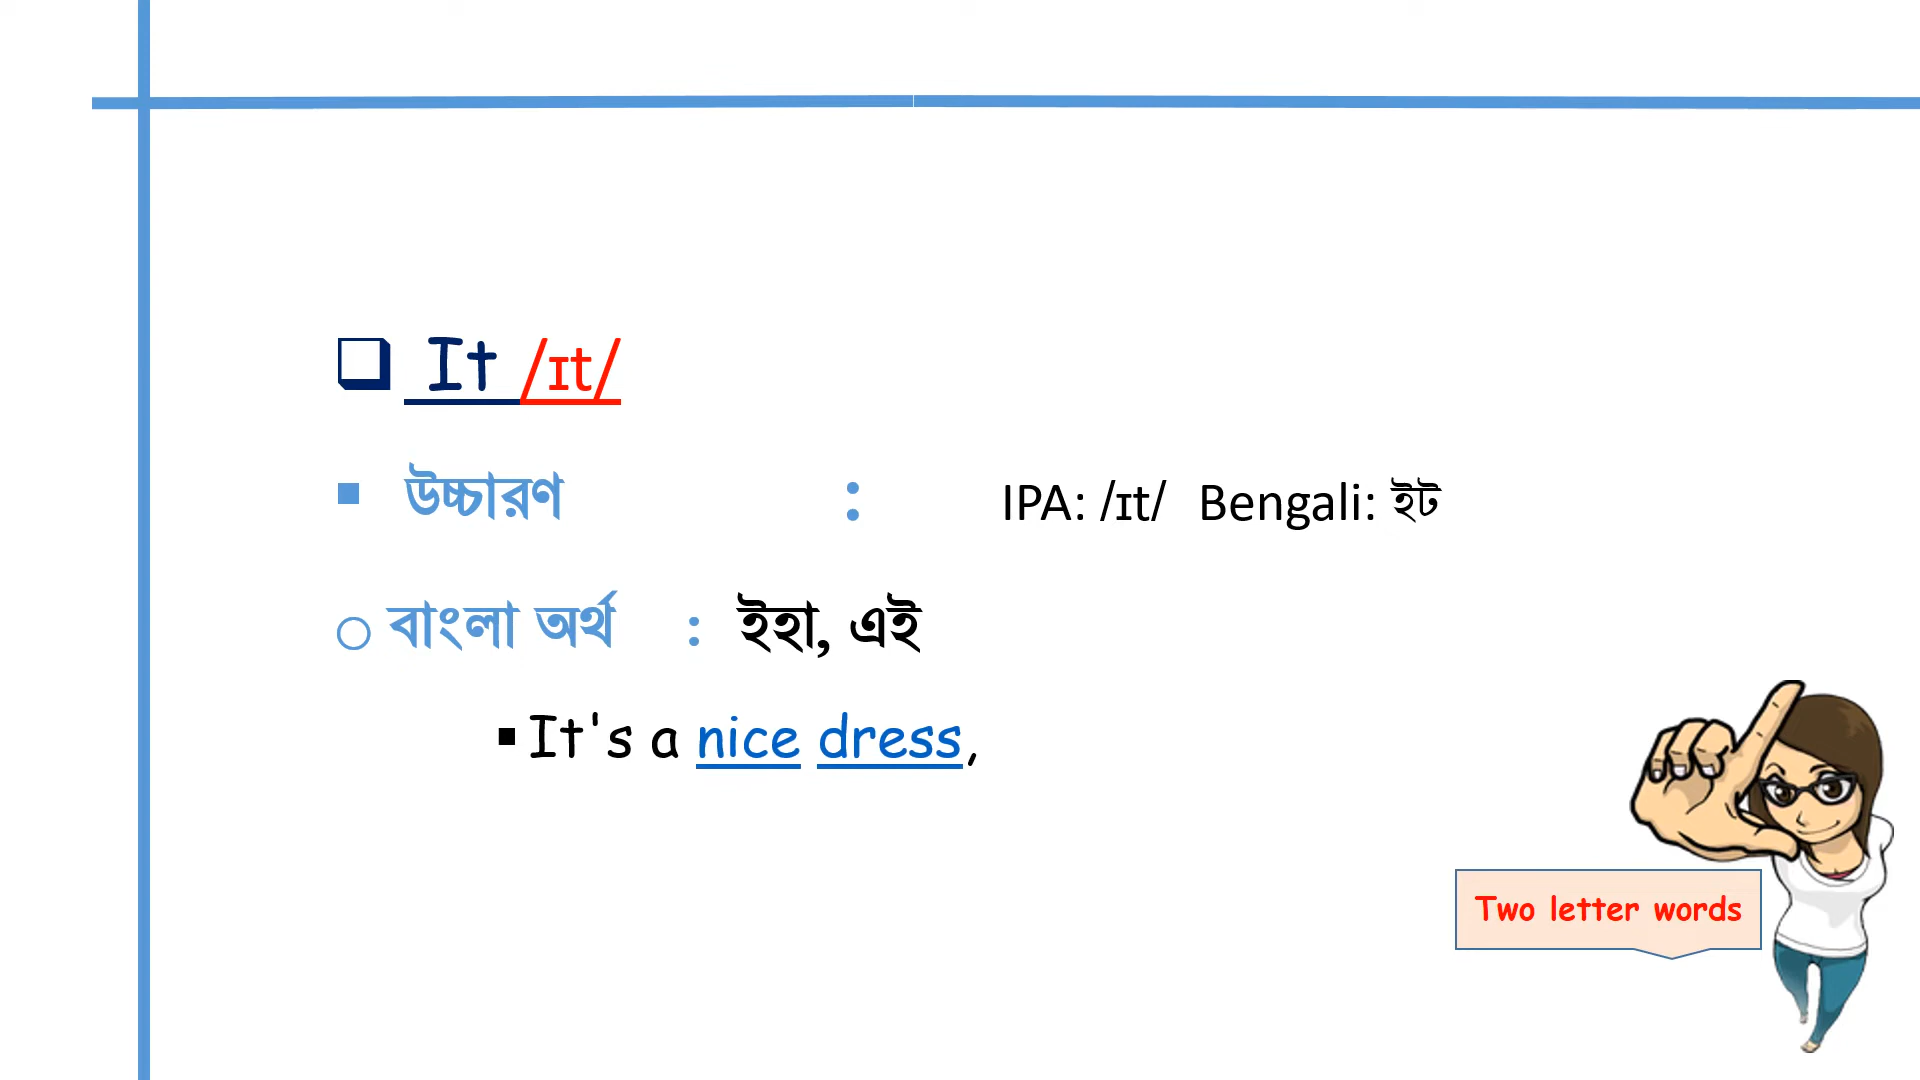 It /ɪt/
উচ্চারণ : IPA: /ɪt/ Bengali: ইট
বাংলা অর্থ : ইহা, এই
It's a nice dress,
Two letter words